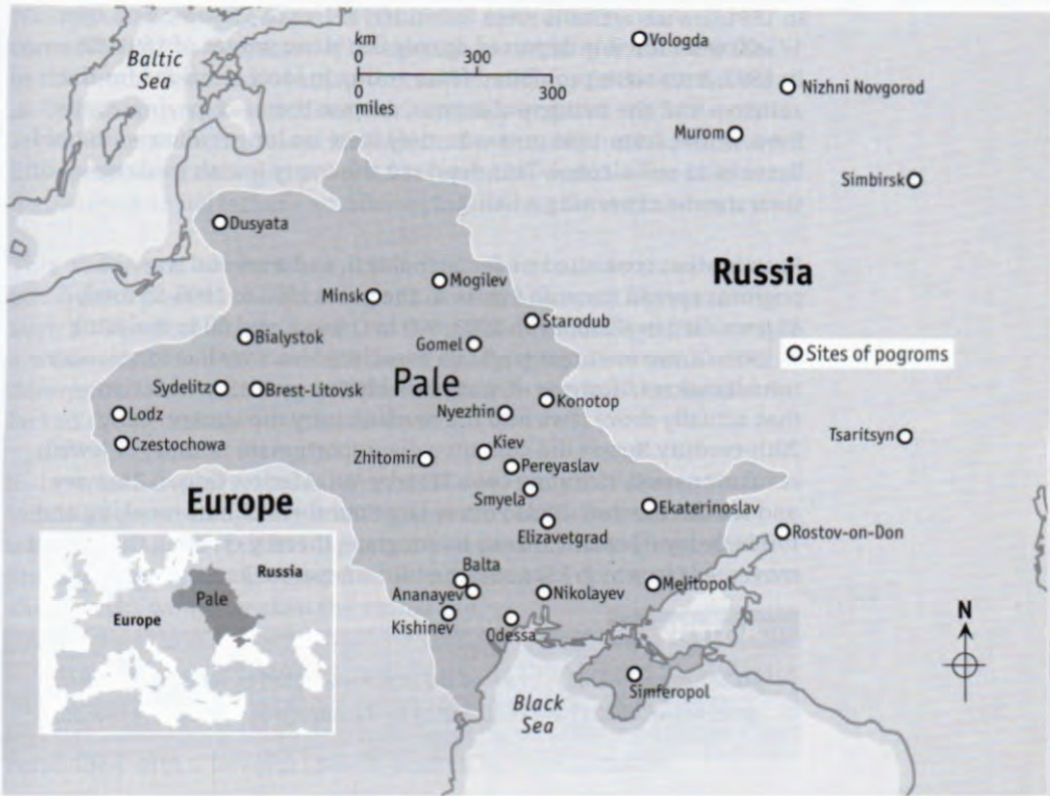 km
0 300
0 300
miles
Baltic
Sea
Vologda
Nizhni Novgorod
Murom
Simbirsk
Dusyata
Russia
Mogilev
Minsk
Starodub
Bialystok
Gomel
Sites of pogroms
Pale
Sydelitz
Brest-Litovsk
Konotop
Lodz
Nyezhin
Czestochowa
Tsaritsyn
Kiev
Zhitomir
Pereyaslav
Smyela
Europe
Ekaterinoslav
Elizavetgrad
Rostov-on-Don
Balta
Russia
Ananayev
Nikolayev
Melitopol
Pale
Europe
Kishinev
Odessa
N
Simferopol
Black
Sea